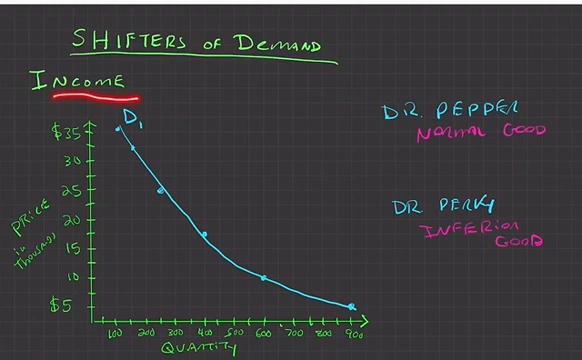 SHIFTERS OF DEMAND
INCOME
D1
$35
30
25
20
15
10
$5
PRICE
in
Thousands
100 200 300 400 500 600 700 800 900
QUANTITY
DR. PEPPER
NORMAL GOOD
DR PERKY
INFERIOR
GOOD